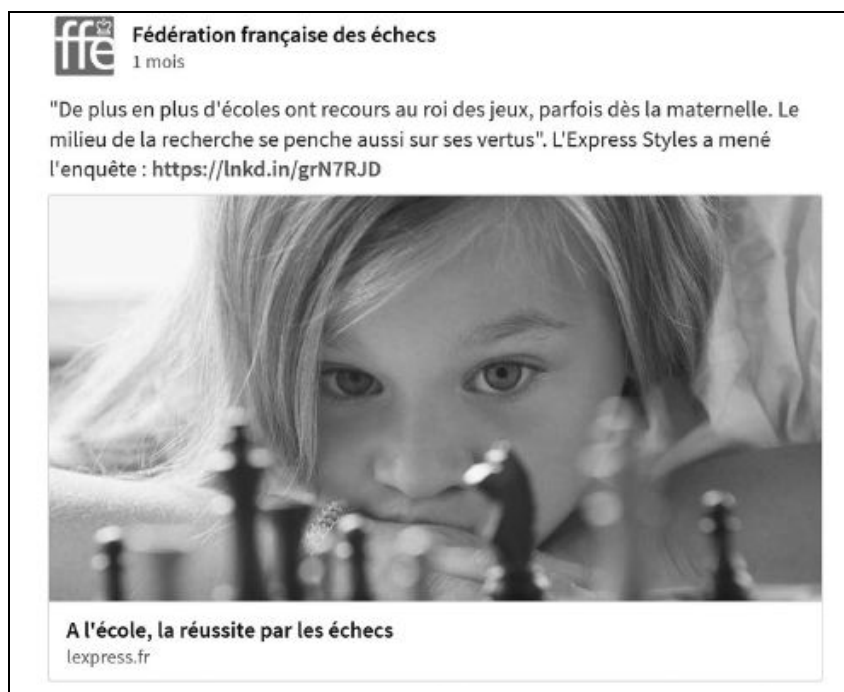 ffe
Fédération française des échecs
1 mois
"De plus en plus d'écoles ont recours au roi des jeux, parfois dès la maternelle. Le
milieu de la recherche se penche aussi sur ses vertus". L'Express Styles a mené
l'enquête : https://lnkd.in/grN7RJD
A l'école, la réussite par les échecs
lexpress.fr